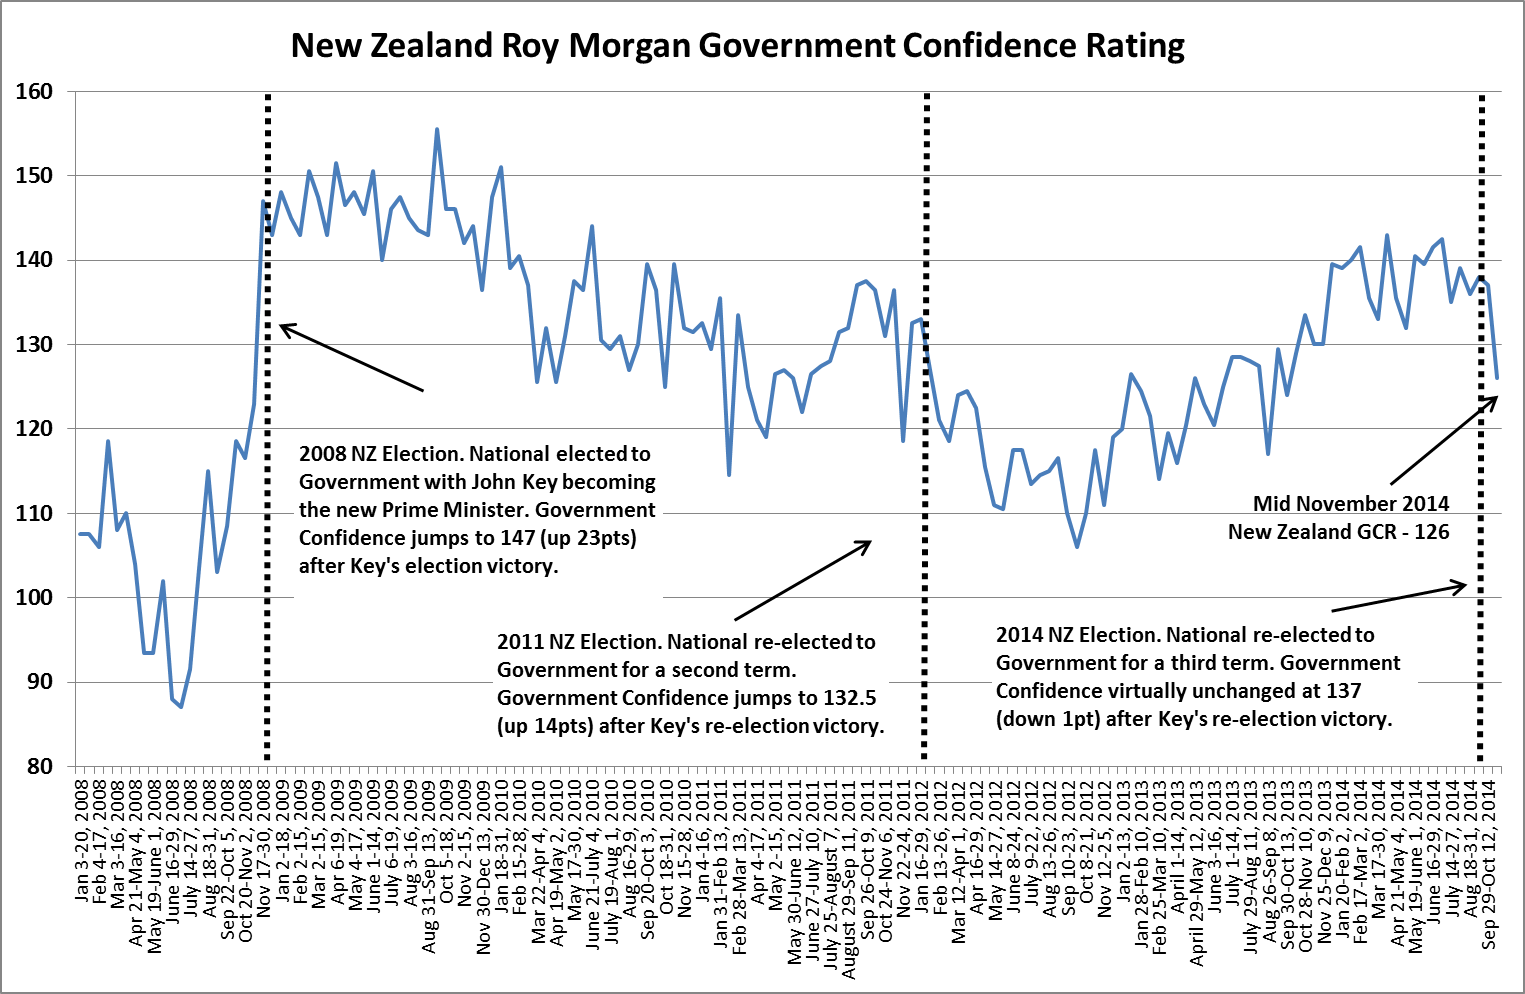 New Zealand Roy Morgan Government Confidence Rating
160
150
140
130
120
110
100
90
80
2008 NZ Election. National elected to
Government with John Key becoming
the new Prime Minister. Government
Confidence jumps to 147 (up 23pts)
after Key's election victory.
2011 NZ Election. National re-elected to
Government for a second term.
Government Confidence jumps to 132.5
(up 14pts) after Key's re-election victory.
Mid November 2014
New Zealand GCR - 126
2014 NZ Election. National re-elected to
Government for a third term. Government
Confidence virtually unchanged at 137
(down 1pt) after Key's re-election victory.
Jan 3-20, 2008
Feb 4-17, 2008
Mar 3-16, 2008
Apr 21-May 4, 2008
May 19-June 1, 2008
June 16-29, 2008
July 14-27, 2008
Aug 18-31, 2008
Sep 22-Oct 5, 2008
Oct 20-Nov 2, 2008
Nov 17-30, 2008
Jan 2-18, 2009
Feb 2-15, 2009
Mar 2-15, 2009
Apr 6-19, 2009
May 4-17, 2009
June 1-14, 2009
July 6-19, 2009
Aug 3-16, 2009
Aug 31-Sep 13, 2009
Oct 5-18, 2009
Nov 2-15, 2009
Nov 30-Dec 13, 2009
Jan 18-31, 2010
Feb 15-28, 2010
Mar 22-Apr 4, 2010
Apr 19-May 2, 2010
May 17-30, 2010
June 21-July 4, 2010
July 19-Aug 1, 2010
Aug 16-29, 2010
Sep 20-Oct 3, 2010
Oct 18-31, 2010
Nov 15-28, 2010
Jan 4-16, 2011
Jan 31-Feb 13, 2011
Feb 28-Mar 13, 2011
Apr 4-17, 2011
May 2-15, 2011
May 30-June 12, 2011
June 27-July 10, 2011
July 25-August 7, 2011
August 29-Sep 11, 2011
Sep 26-Oct 9, 2011
Oct 24-Nov 6, 2011
Nov 22-24, 2011
Jan 16-29, 2012
Feb 13-26, 2012
Mar 12-Apr 1, 2012
Apr 16-29, 2012
May 14-27, 2012
June 8-24, 2012
July 9-22, 2012
Aug 13-26, 2012
Sep 10-23, 2012
Oct 8-21, 2012
Nov 12-25, 2012
Jan 2-13, 2013
Jan 28-Feb 10, 2013
Feb 25-Mar 10, 2013
April 1-14, 2013
April 29-May 12, 2013
June 3-16, 2013
July 1-14, 2013
July 29-Aug 11, 2013
Aug 26-Sep 8, 2013
Sep 30-Oct 13, 2013
Oct 28-Nov 10, 2013
Nov 25-Dec 9, 2013
Jan 20-Feb 2, 2014
Feb 17-Mar 2, 2014
Mar 17-30, 2014
Apr 21-May 4, 2014
May 19-June 1, 2014
June 16-29, 2014
July 14-27, 2014
Aug 18-31, 2014
Sep 29-Oct 12, 2014